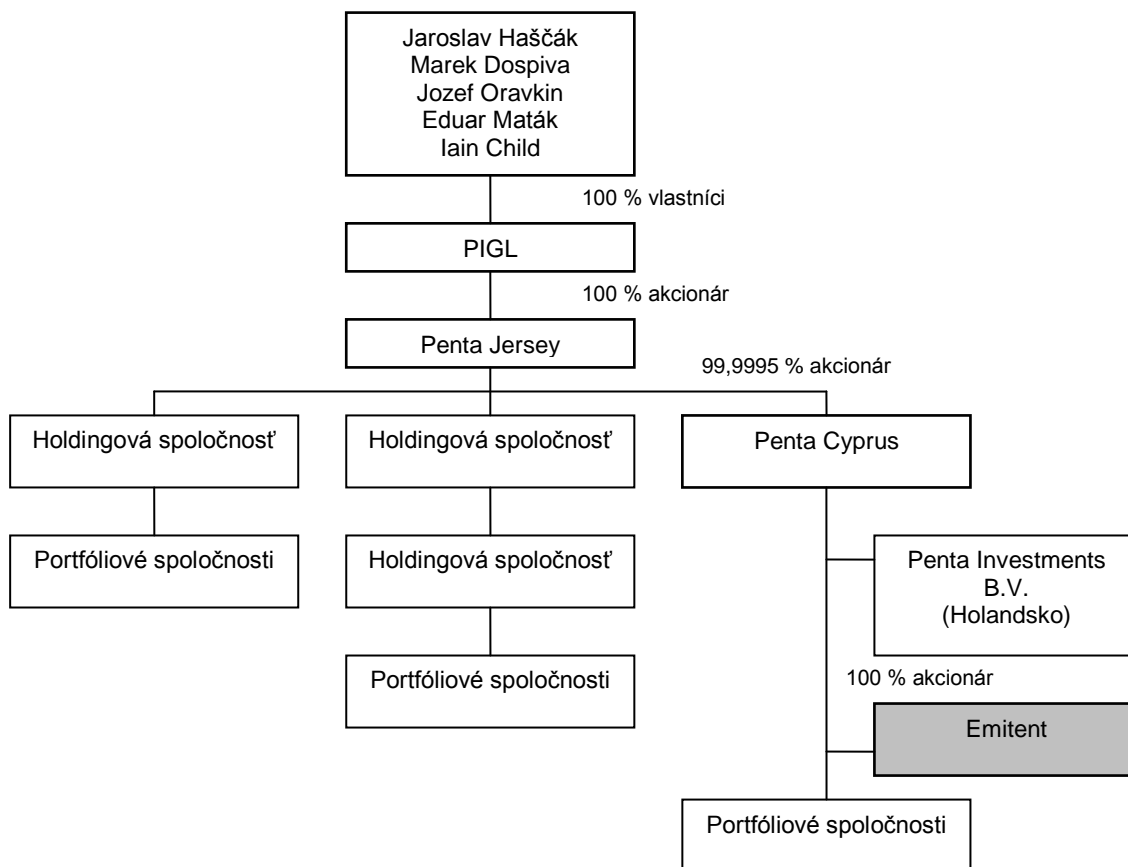 Jaroslav Haščák
Marek Dospiva
Jozef Oravkin
Eduar Maták
Iain Child
100 % vlastníci
PIGL
100 % akcionár
Penta Jersey
99,9995 % akcionár
Holdingová spoločnosť
Holdingová spoločnosť
Penta Cyprus
Portfóliové spoločnosti
Holdingová spoločnosť
Penta Investments
B.V.
(Holandsko)
Portfóliové spoločnosti
100 % akcionár
Emitent
Portfóliové spoločnosti